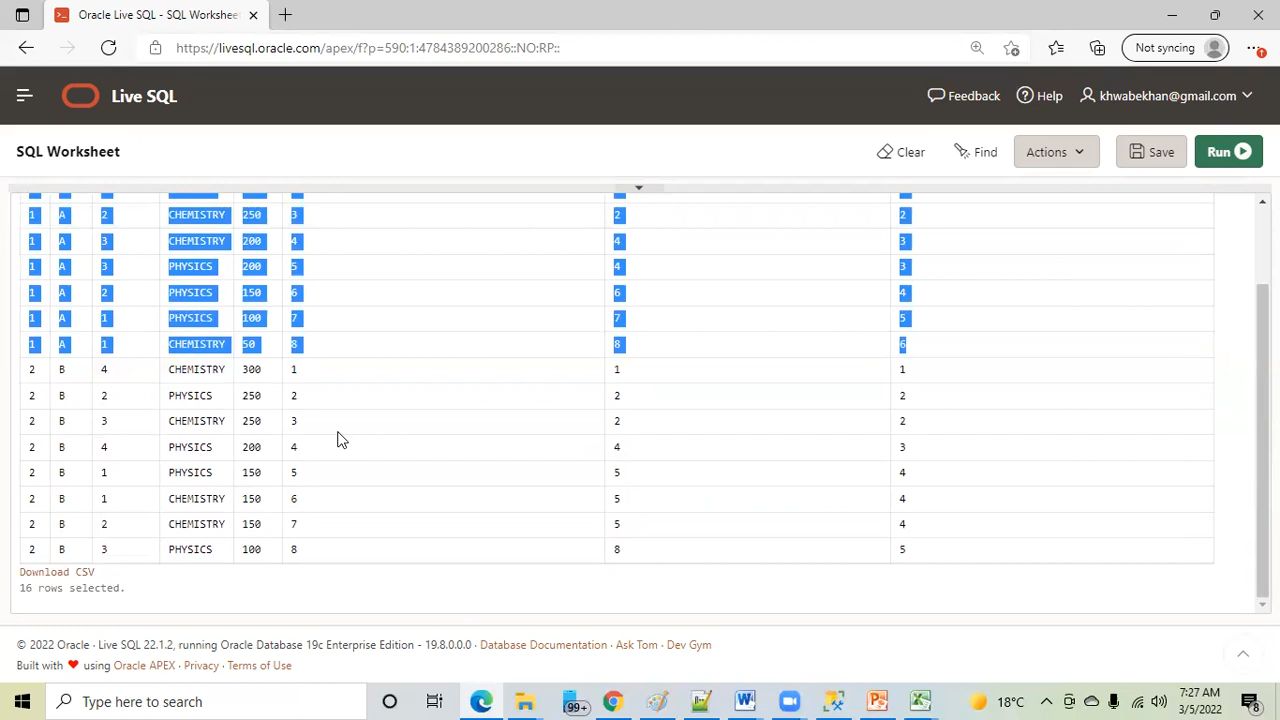 Oracle Live SQL - SQL Worksheet
https://livesql.oracle.com/apex/f?p=590:1:4784389200286::NO:RP::
Not syncing
Live SQL
Feedback
Help
khwabekhan@gmail.com
SQL Worksheet
Clear
Find
Actions
Save
Run
1 A 2 CHEMISTRY 250 3 2 2
1 A 3 CHEMISTRY 200 4 4 3
1 A 3 PHYSICS 200 5 4 3
1 A 2 PHYSICS 150 6 6 4
1 A 1 PHYSICS 100 7 7 5
1 A 1 CHEMISTRY 50 8 8 6
2 B 4 CHEMISTRY 300 1 1 1
2 B 2 PHYSICS 250 2 2 2
2 B 3 CHEMISTRY 250 3 2 2
2 B 4 PHYSICS 200 4 4 3
2 B 1 PHYSICS 150 5 5 4
2 B 1 CHEMISTRY 150 6 5 4
2 B 2 CHEMISTRY 150 7 5 4
2 B 3 PHYSICS 100 8 8 5
Download CSV
16 rows selected.
© 2022 Oracle · Live SQL 22.1.2, running Oracle Database 19c Enterprise Edition - 19.8.0.0.0 · Database Documentation · Ask Tom · Dev Gym
Built with ❤ using Oracle APEX · Privacy · Terms of Use
Type here to search
99+
18°C
7:27 AM
3/5/2022
8